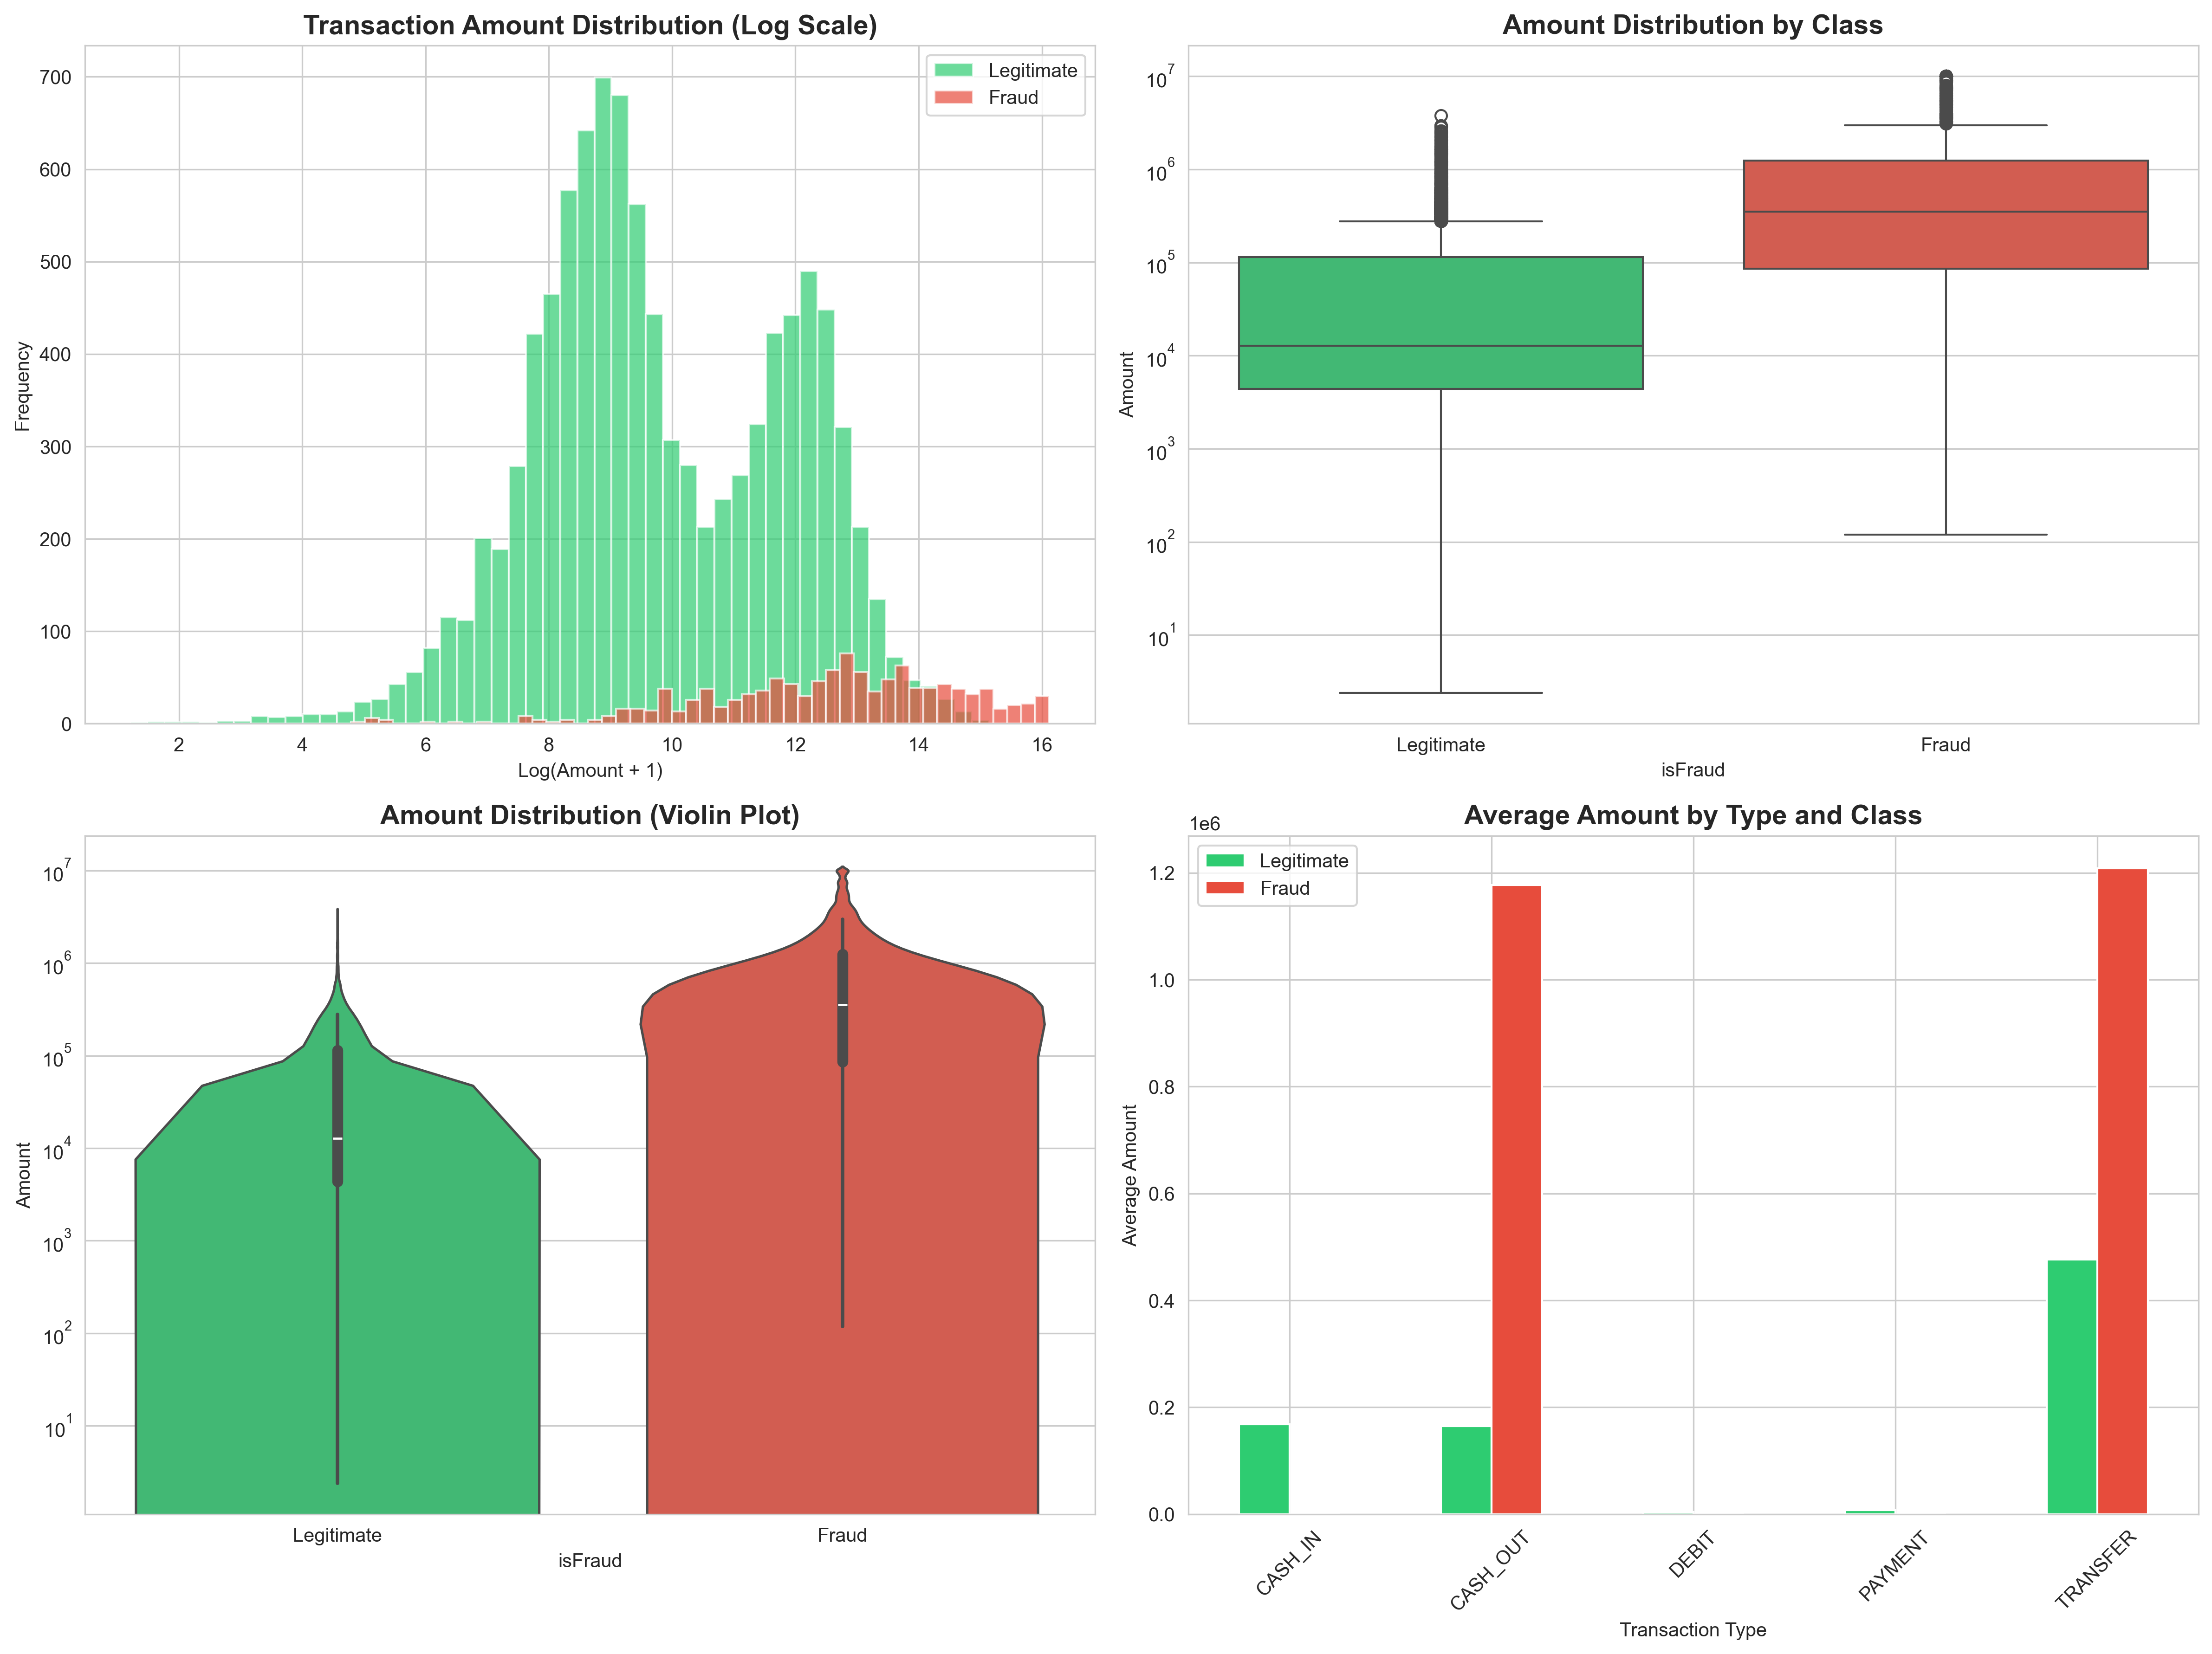 Transaction Amount Distribution (Log Scale)
Legitimate
Fraud
700
600
500
400
300
200
100
0
Frequency
2 4 6 8 10 12 14 16
Log(Amount + 1)
Amount Distribution by Class
10^7
10^6
10^5
10^4
10^3
10^2
10^1
Amount
Legitimate Fraud
isFraud
Amount Distribution (Violin Plot)
10^7
10^6
10^5
10^4
10^3
10^2
10^1
Amount
Legitimate Fraud
isFraud
Average Amount by Type and Class
1e6
Legitimate
Fraud
1.2
1.0
0.8
0.6
0.4
0.2
0.0
Average Amount
CASH_IN CASH_OUT DEBIT PAYMENT TRANSFER
Transaction Type